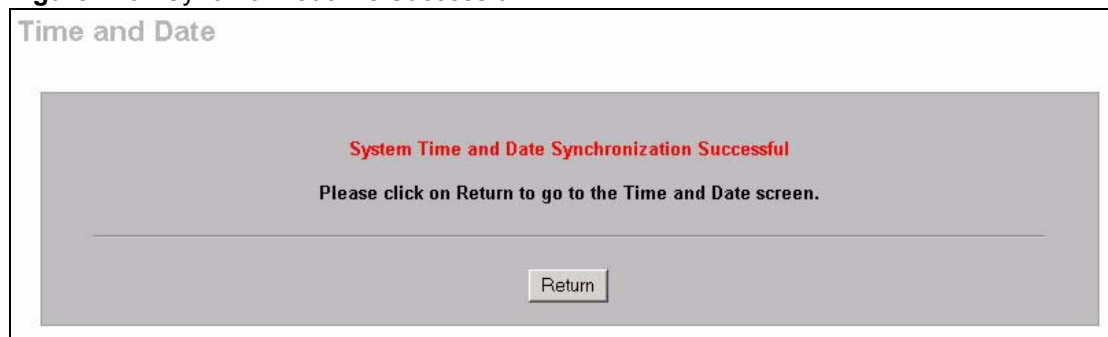 Time and Date
System Time and Date Synchronization Successful
Please click on Return to go to the Time and Date screen.
Return